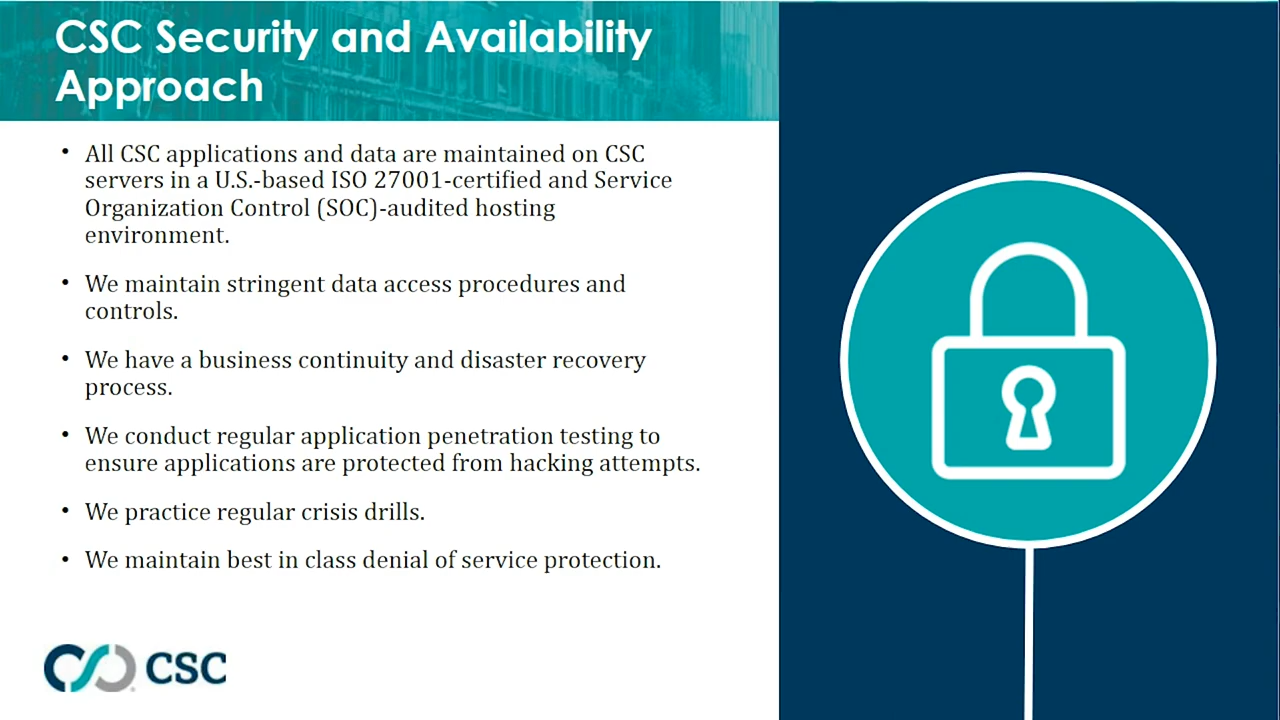 CSC Security and Availability
Approach
• All CSC applications and data are maintained on CSC
servers in a U.S.-based ISO 27001-certified and Service
Organization Control (SOC)-audited hosting
environment.
• We maintain stringent data access procedures and
controls.
• We have a business continuity and disaster recovery
process.
• We conduct regular application penetration testing to
ensure applications are protected from hacking attempts.
• We practice regular crisis drills.
• We maintain best in class denial of service protection.
CSC